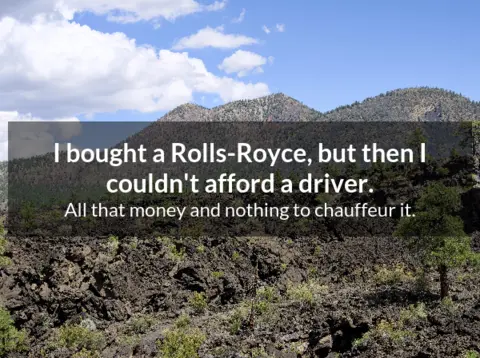 I bought a Rolls-Royce, but then I
couldn't afford a driver.
All that money and nothing to chauffeur it.